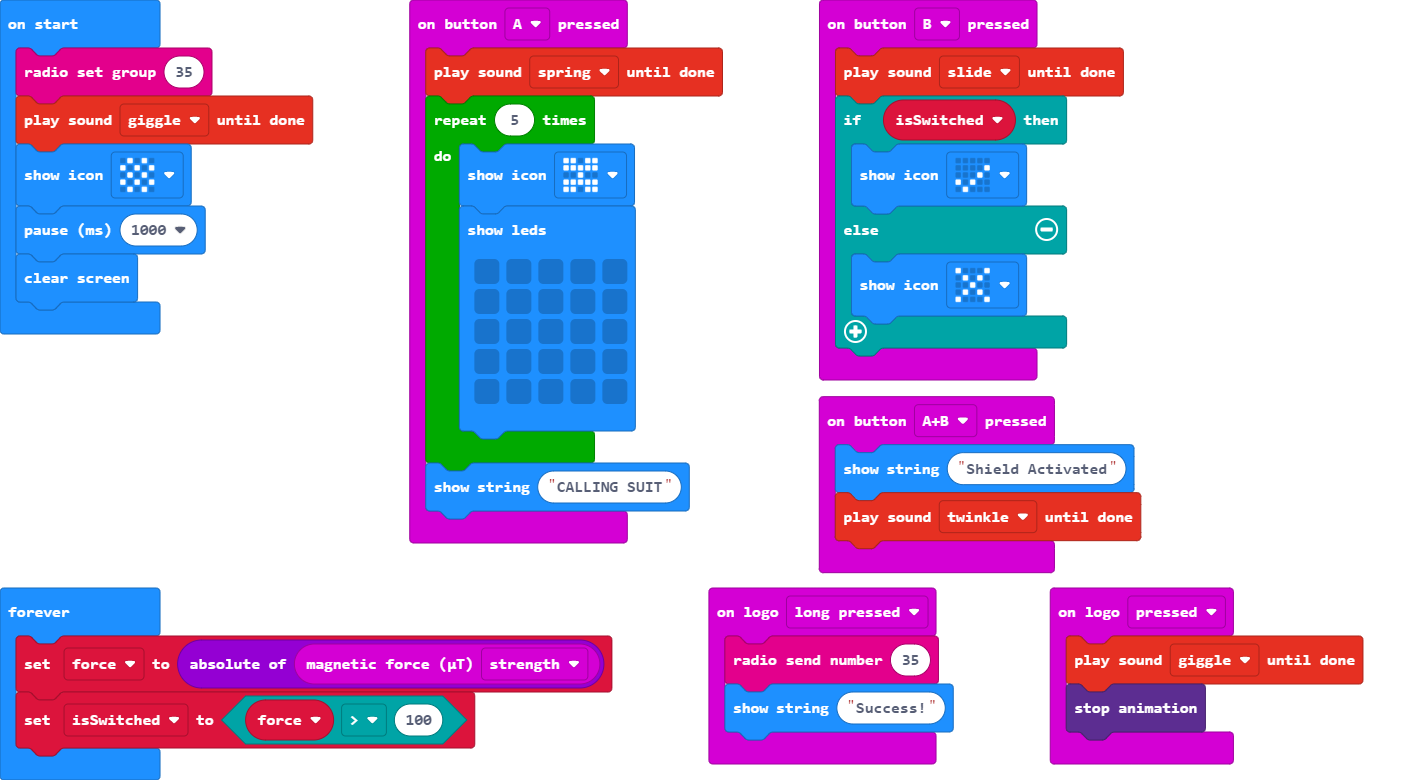 on start
radio set group 35
play sound giggle until done
show icon
pause (ms) 1000
clear screen
on button A pressed
play sound spring until done
repeat 5 times
do
show icon
show leds
show string "CALLING SUIT"
on button B pressed
play sound slide until done
if isSwitched then
show icon
else
show icon
on button A+B pressed
show string "Shield Activated"
play sound twinkle until done
forever
set force to absolute of magnetic force (µT) strength
set isSwitched to force > 100
on logo long pressed
radio send number 35
show string "Success!"
on logo pressed
play sound giggle until done
stop animation